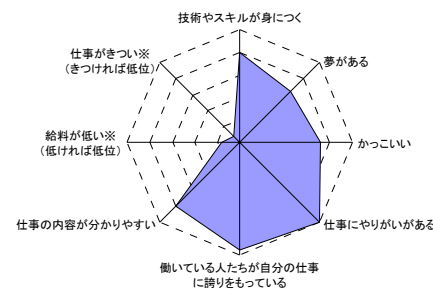 技術やスキルが身につく
夢がある
かっこいい
仕事にやりがいがある
働いている人たちが自分の仕事
に誇りをもっている
仕事の内容が分かりやすい
給料が低い※
(低ければ低位)
仕事がきつい※
(きつければ低位)